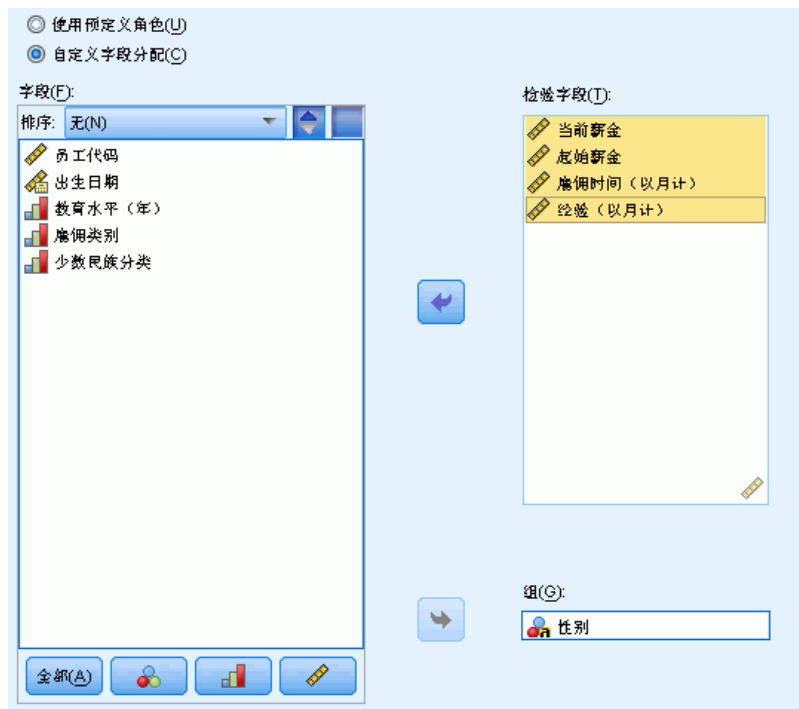 使用预定义角色(U)
自定义字段分配(C)
字段(F):
排序: 无(N)
员工代码
出生日期
教育水平（年）
雇佣类别
少数民族分类
全部(A)
检验字段(T):
当前薪金
起始薪金
雇佣时间（以月计）
经验（以月计）
组(G):
性别